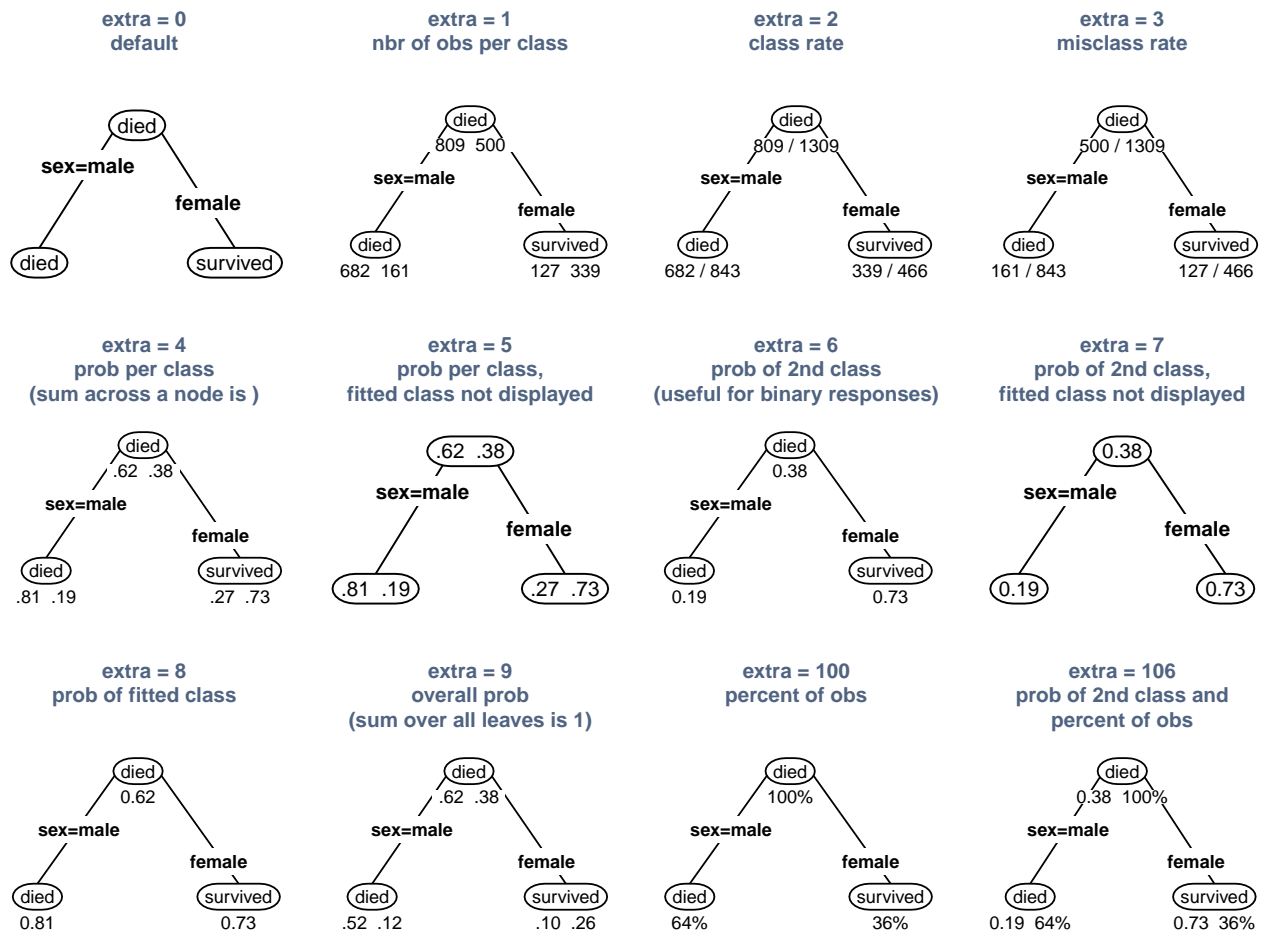 extra = 0
default
died
sex=male
female
died
survived
extra = 1
nbr of obs per class
died
809 500
sex=male
female
died
survived
682 161
127 339
extra = 2
class rate
died
809 / 1309
sex=male
female
died
survived
682 / 843
339 / 466
extra = 3
misclass rate
died
500 / 1309
sex=male
female
died
survived
161 / 843
127 / 466
extra = 4
prob per class
(sum across a node is )
died
.62 .38
sex=male
female
died
survived
.81 .19
.27 .73
extra = 5
prob per class,
fitted class not displayed
.62 .38
sex=male
female
.81 .19
.27 .73
extra = 6
prob of 2nd class
(useful for binary responses)
died
0.38
sex=male
female
died
survived
0.19
0.73
extra = 7
prob of 2nd class,
fitted class not displayed
0.38
sex=male
female
0.19
0.73
extra = 8
prob of fitted class
died
0.62
sex=male
female
died
survived
0.81
0.73
extra = 9
overall prob
(sum over all leaves is 1)
died
.62 .38
sex=male
female
died
survived
.52 .12
.10 .26
extra = 100
percent of obs
died
100%
sex=male
female
died
survived
64%
36%
extra = 106
prob of 2nd class and
percent of obs
died
0.38 100%
sex=male
female
died
survived
0.19 64%
0.73 36%